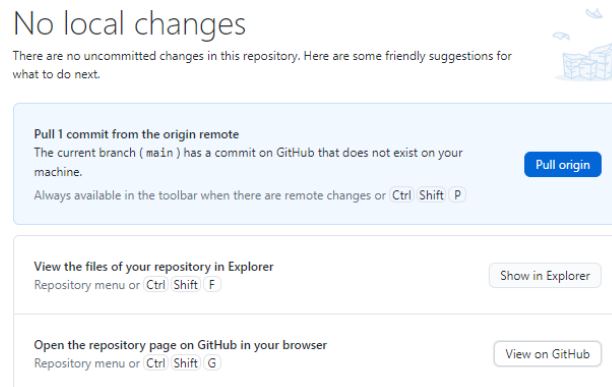 No local changes
There are no uncommitted changes in this repository. Here are some friendly suggestions for
what to do next.
Pull 1 commit from the origin remote
The current branch ( main ) has a commit on GitHub that does not exist on your
machine.
Pull origin
Always available in the toolbar when there are remote changes or Ctrl Shift P
View the files of your repository in Explorer
Show in Explorer
Repository menu or Ctrl Shift F
Open the repository page on GitHub in your browser
View on GitHub
Repository menu or Ctrl Shift G